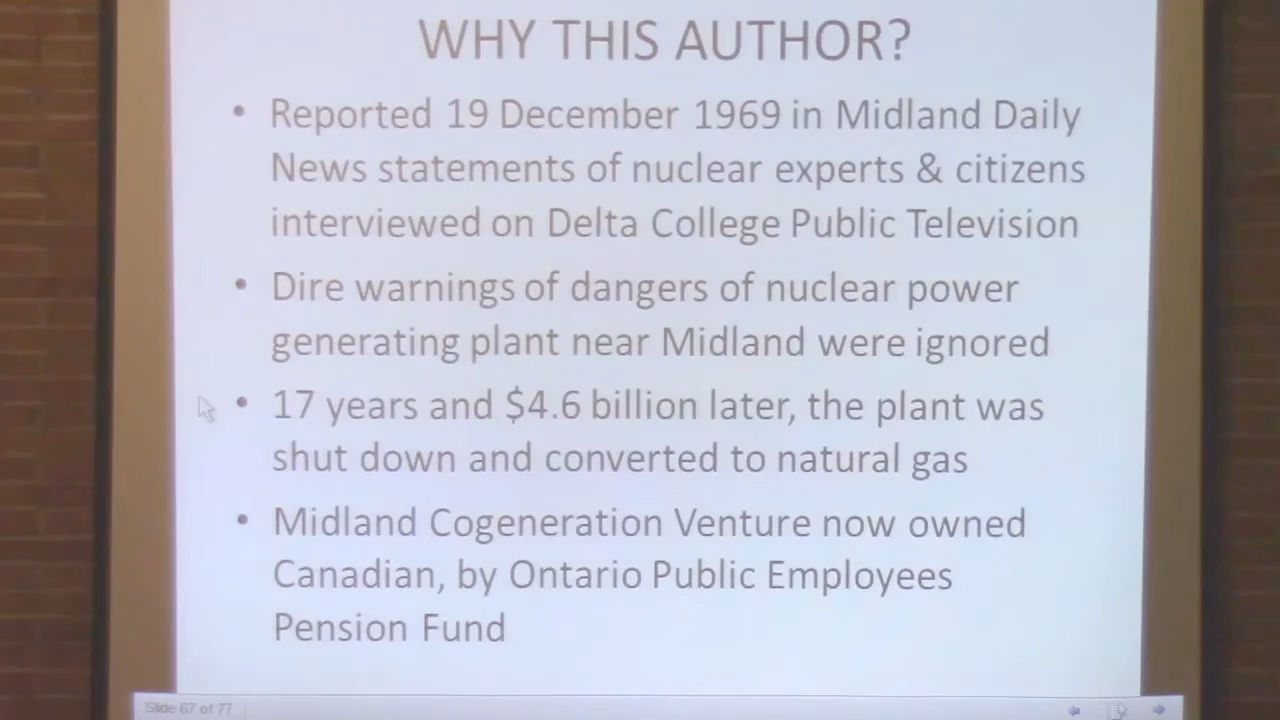 WHY THIS AUTHOR?
• Reported 19 December 1969 in Midland Daily
News statements of nuclear experts & citizens
interviewed on Delta College Public Television
• Dire warnings of dangers of nuclear power
generating plant near Midland were ignored
• 17 years and $4.6 billion later, the plant was
shut down and converted to natural gas
• Midland Cogeneration Venture now owned
Canadian, by Ontario Public Employees
Pension Fund
Slide 67 of 77